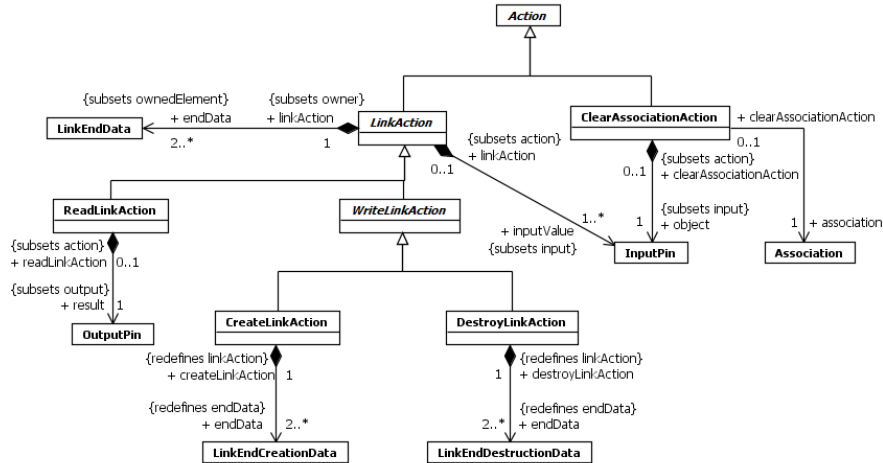 Action
{subsets ownedElement}
+ endData
{subsets owner}
+ linkAction
LinkEndData
2..*
1
LinkAction
{subsets action}
+ linkAction
0..1
ClearAssociationAction
+ clearAssociationAction
0..1
{subsets action}
0..1
+ clearAssociationAction
ReadLinkAction
WriteLinkAction
{subsets action}
+ readLinkAction
0..1
1..*
+ inputValue
{subsets input}
{subsets input}
1
+ object
1
+ association
InputPin
Association
{subsets output}
+ result
1
OutputPin
CreateLinkAction
DestroyLinkAction
{redefines linkAction}
+ createLinkAction
1
{redefines linkAction}
1
+ destroyLinkAction
{redefines endData}
+ endData
2..*
{redefines endData}
2..*
+ endData
LinkEndCreationData
LinkEndDestructionData